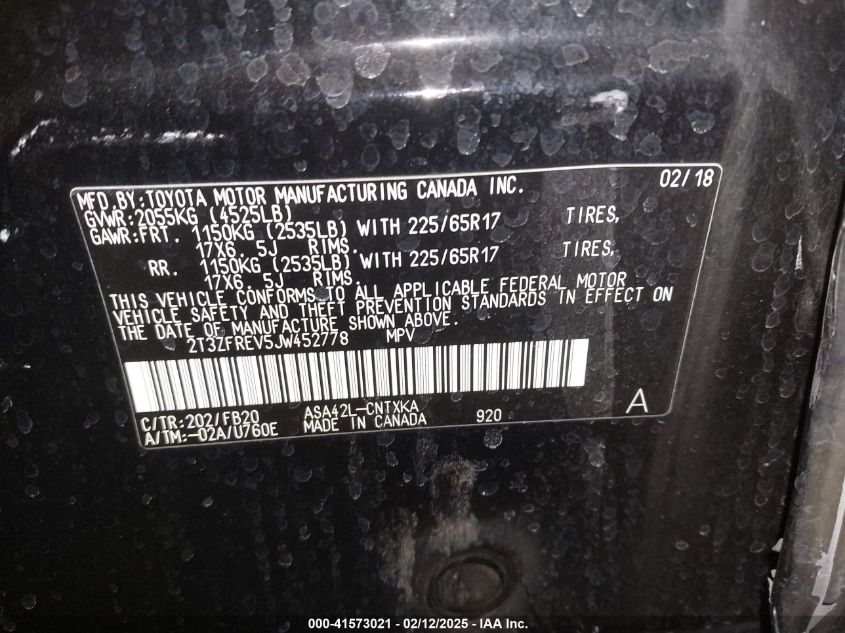 MFD.BY:TOYOTA MOTOR MANUFACTURING CANADA INC. 02/18
GVWR:2055KG (4525LB)
GAWR:FRT. 1150KG (2535LB) WITH 225/65R17 TIRES,
17X6.5J RIMS.
RR. 1150KG (2535LB) WITH 225/65R17 TIRES,
17X6.5J RIMS.
THIS VEHICLE CONFORMS TO ALL APPLICABLE FEDERAL MOTOR
VEHICLE SAFETY AND THEFT PREVENTION STANDARDS IN EFFECT ON
THE DATE OF MANUFACTURE SHOWN ABOVE.
2T3ZFREV5JW452778 MPV
C/TR:202/FB20 ASA42L-CNTXKA 920 A
A/TM:-02A/U760E MADE IN CANADA
000-41573021 - 02/12/2025 - IAA Inc.